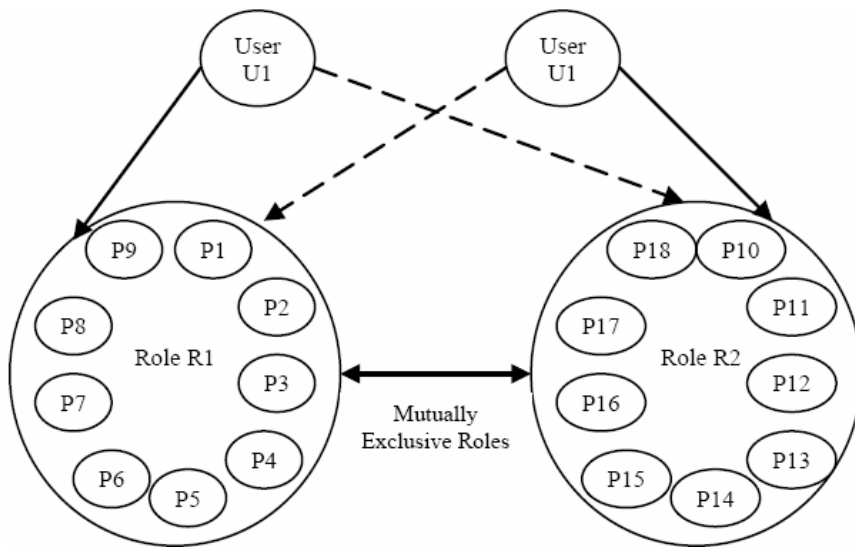 User
U1
User
U1
P9
P1
P18
P10
P2
P11
P8
P17
Role R1
Role R2
P3
P12
P7
P16
Mutually
Exclusive Roles
P4
P13
P6
P15
P5
P14